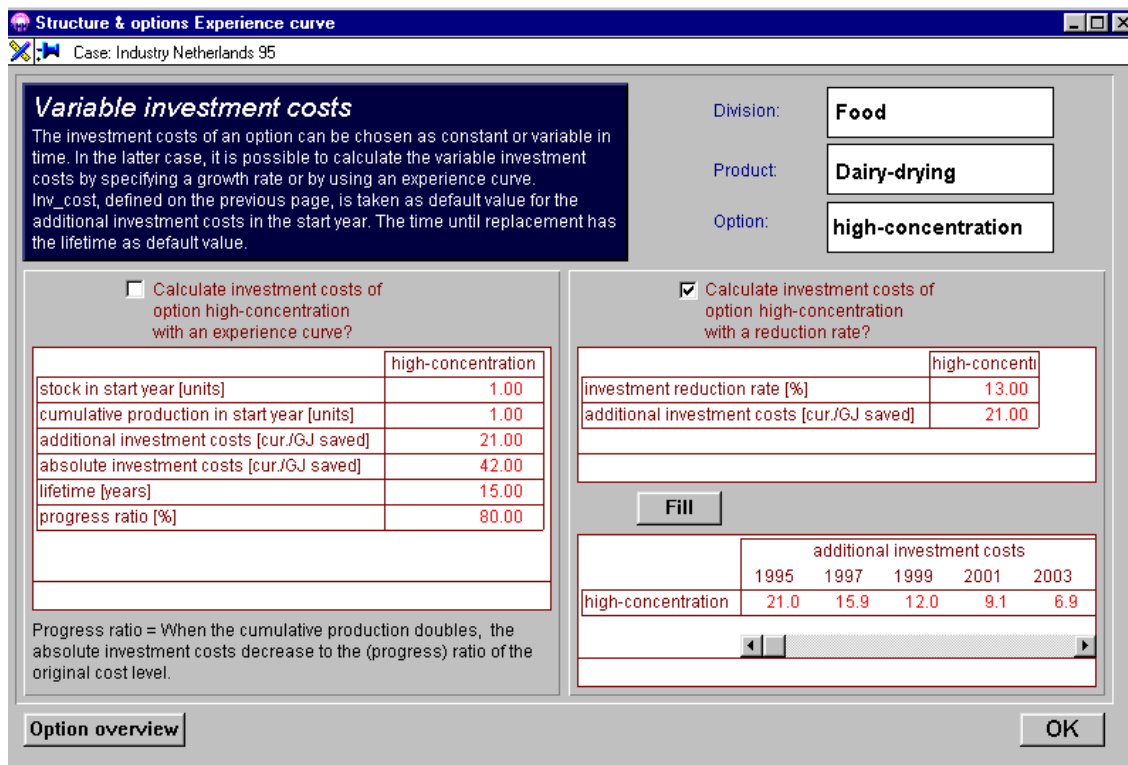 Structure & options Experience curve
Case: Industry Netherlands 95
Variable investment costs
The investment costs of an option can be chosen as constant or variable in
time. In the latter case, it is possible to calculate the variable investment
costs by specifying a growth rate or by using an experience curve.
Inv_cost, defined on the previous page, is taken as default value for the
additional investment costs in the start year. The time until replacement has
the lifetime as default value.
Division: Food
Product: Dairy-drying
Option: high-concentration
Calculate investment costs of
option high-concentration
with an experience curve?
high-concentration
stock in start year [units] 1.00
cumulative production in start year [units] 1.00
additional investment costs [cur./GJ saved] 21.00
absolute investment costs [cur./GJ saved] 42.00
lifetime [years] 15.00
progress ratio [%] 80.00
Progress ratio = When the cumulative production doubles, the
absolute investment costs decrease to the (progress) ratio of the
original cost level.
Calculate investment costs of
option high-concentration
with a reduction rate?
high-concenti
investment reduction rate [%] 13.00
additional investment costs [cur./GJ saved] 21.00
Fill
additional investment costs
1995 1997 1999 2001 2003
high-concentration 21.0 15.9 12.0 9.1 6.9
Option overview
OK